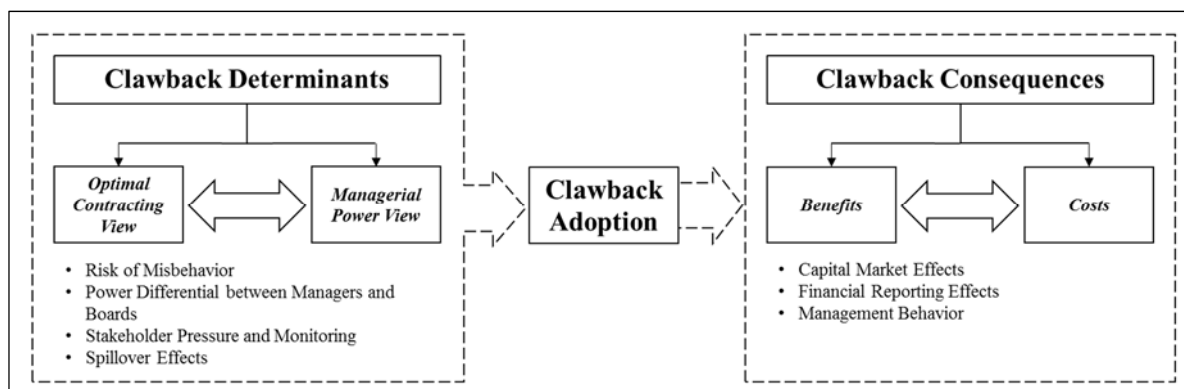 Clawback Determinants
Optimal
Contracting
View
Managerial
Power View
• Risk of Misbehavior
• Power Differential between Managers and
Boards
• Stakeholder Pressure and Monitoring
• Spillover Effects
Clawback
Adoption
Clawback Consequences
Benefits
Costs
• Capital Market Effects
• Financial Reporting Effects
• Management Behavior